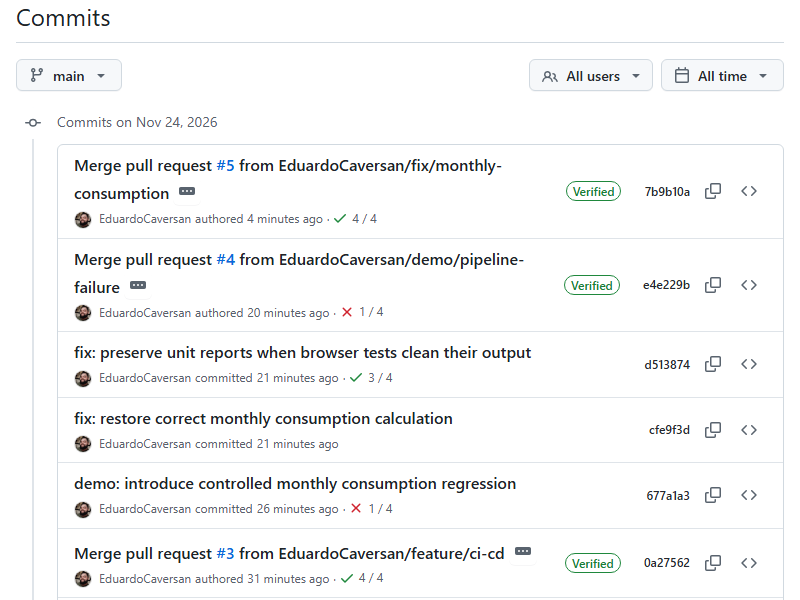 Commits
main
All users
All time
Commits on Nov 24, 2026
Merge pull request #5 from EduardoCaversan/fix/monthly-
consumption
Verified
7b9b10a
EduardoCaversan authored 4 minutes ago · 4 / 4
Merge pull request #4 from EduardoCaversan/demo/pipeline-
failure
Verified
e4e229b
EduardoCaversan authored 20 minutes ago · 1 / 4
fix: preserve unit reports when browser tests clean their output
d513874
EduardoCaversan committed 21 minutes ago · 3 / 4
fix: restore correct monthly consumption calculation
cfe9f3d
EduardoCaversan committed 21 minutes ago
demo: introduce controlled monthly consumption regression
677a1a3
EduardoCaversan committed 26 minutes ago · 1 / 4
Merge pull request #3 from EduardoCaversan/feature/ci-cd
Verified
0a27562
EduardoCaversan authored 31 minutes ago · 4 / 4